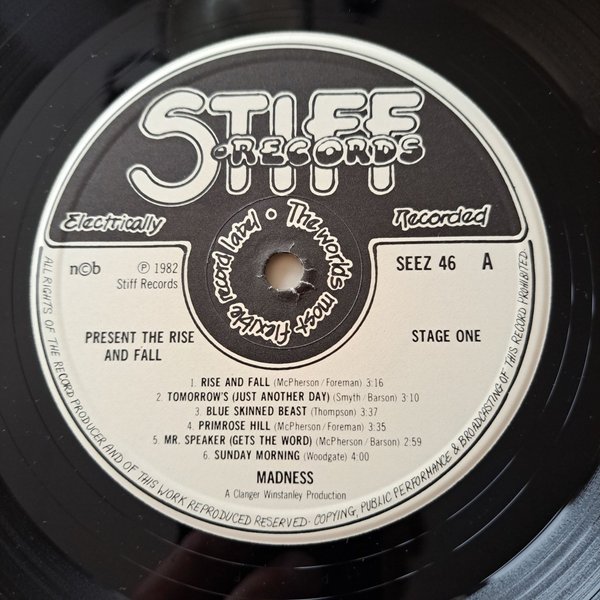 STIFF
·RECORDS
Electrically
Recorded
The worlds most flexible record label •
n©b
℗ 1982
Stiff Records
SEEZ 46 A
PRESENT THE RISE
AND FALL
STAGE ONE
1. RISE AND FALL (McPherson/Foreman) 3:16
2. TOMORROW'S (JUST ANOTHER DAY) (Smyth/Barson) 3:10
3. BLUE SKINNED BEAST (Thompson) 3:37
4. PRIMROSE HILL (McPherson/Foreman) 3:35
5. MR. SPEAKER (GETS THE WORD) (McPherson/Barson) 2:59
6. SUNDAY MORNING (Woodgate) 4:00
MADNESS
A Clanger Winstanley Production
ALL RIGHTS OF THE RECORD PRODUCER AND OF THIS WORK REPRODUCED RESERVED· COPYING, PUBLIC PERFORMANCE & BROADCASTING OF THIS RECORD PROHIBITED